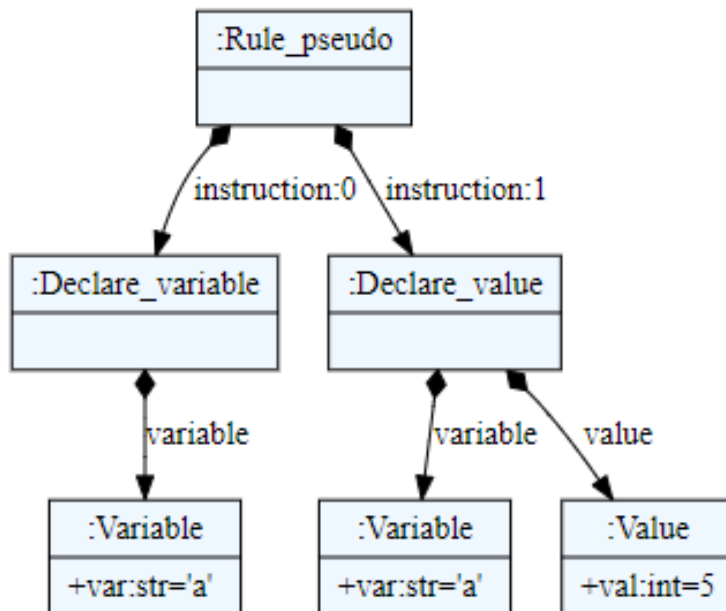 :Rule_pseudo
instruction:0 instruction:1
:Declare_variable :Declare_value
variable variable value
:Variable :Variable :Value
+var:str='a' +var:str='a' +val:int=5